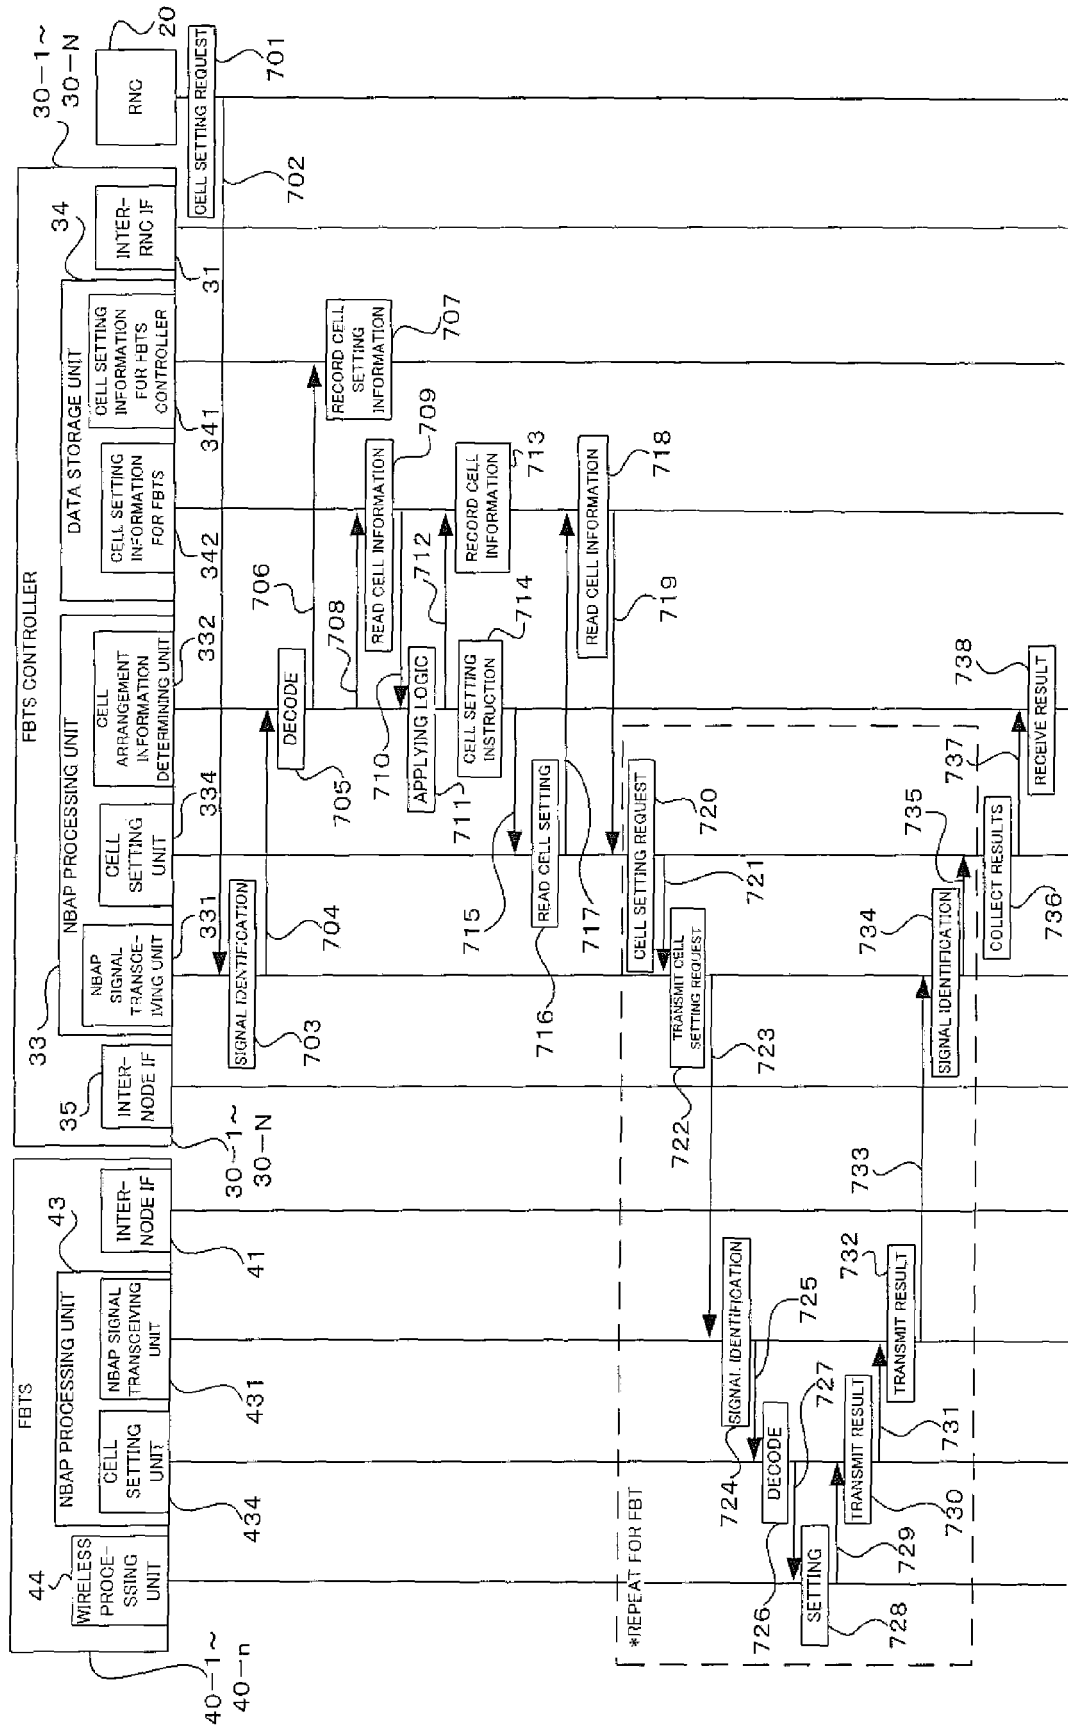 FBTS
NBAP PROCESSING UNIT
44
WIRELESS
PROCE-
SSING
UNIT
CELL
SETTING
UNIT
434
NBAP SIGNAL
TRANSCEIVING
UNIT
431
43
INTER-
NODE IF
41
40-1~
40-n
FBTS CONTROLLER
30-1~
30-N
35
INTER-
NODE IF
30-1~
30-N
33
NBAP PROCESSING UNIT
NBAP
SIGNAL
TRANSCE-
IVING UNIT
331
CELL
SETTING
UNIT
334
CELL
ARRANGEMENT
INFORMATION
DETERMINING UNIT
332
DATA STORAGE UNIT
34
CELL SETTING
INFORMATION
FOR FBTS
342
CELL SETTING
INFORMATION
FOR FBTS
CONTROLLER
341
INTER-
RNC IF
31
RNC
20
CELL SETTING REQUEST
701
702
SIGNAL IDENTIFICATION
703
704
DECODE
705
706
RECORD CELL
SETTING
INFORMATION
707
708
READ CELL INFORMATION
709
710
APPLYING LOGIC
711
712
RECORD CELL
INFORMATION
713
CELL SETTING
INSTRUCTION
714
715
READ CELL SETTING
716
717
READ CELL INFORMATION
718
719
*REPEAT FOR FBT
CELL SETTING REQUEST
720
721
TRANSMIT CELL
SETTING REQUEST
722
723
SIGNAL IDENTIFICATION
724
725
DECODE
726
727
SETTING
728
729
TRANSMIT RESULT
730
731
TRANSMIT RESULT
732
733
SIGNAL IDENTIFICATION
734
735
COLLECT RESULTS
736
737
RECEIVE RESULT
738